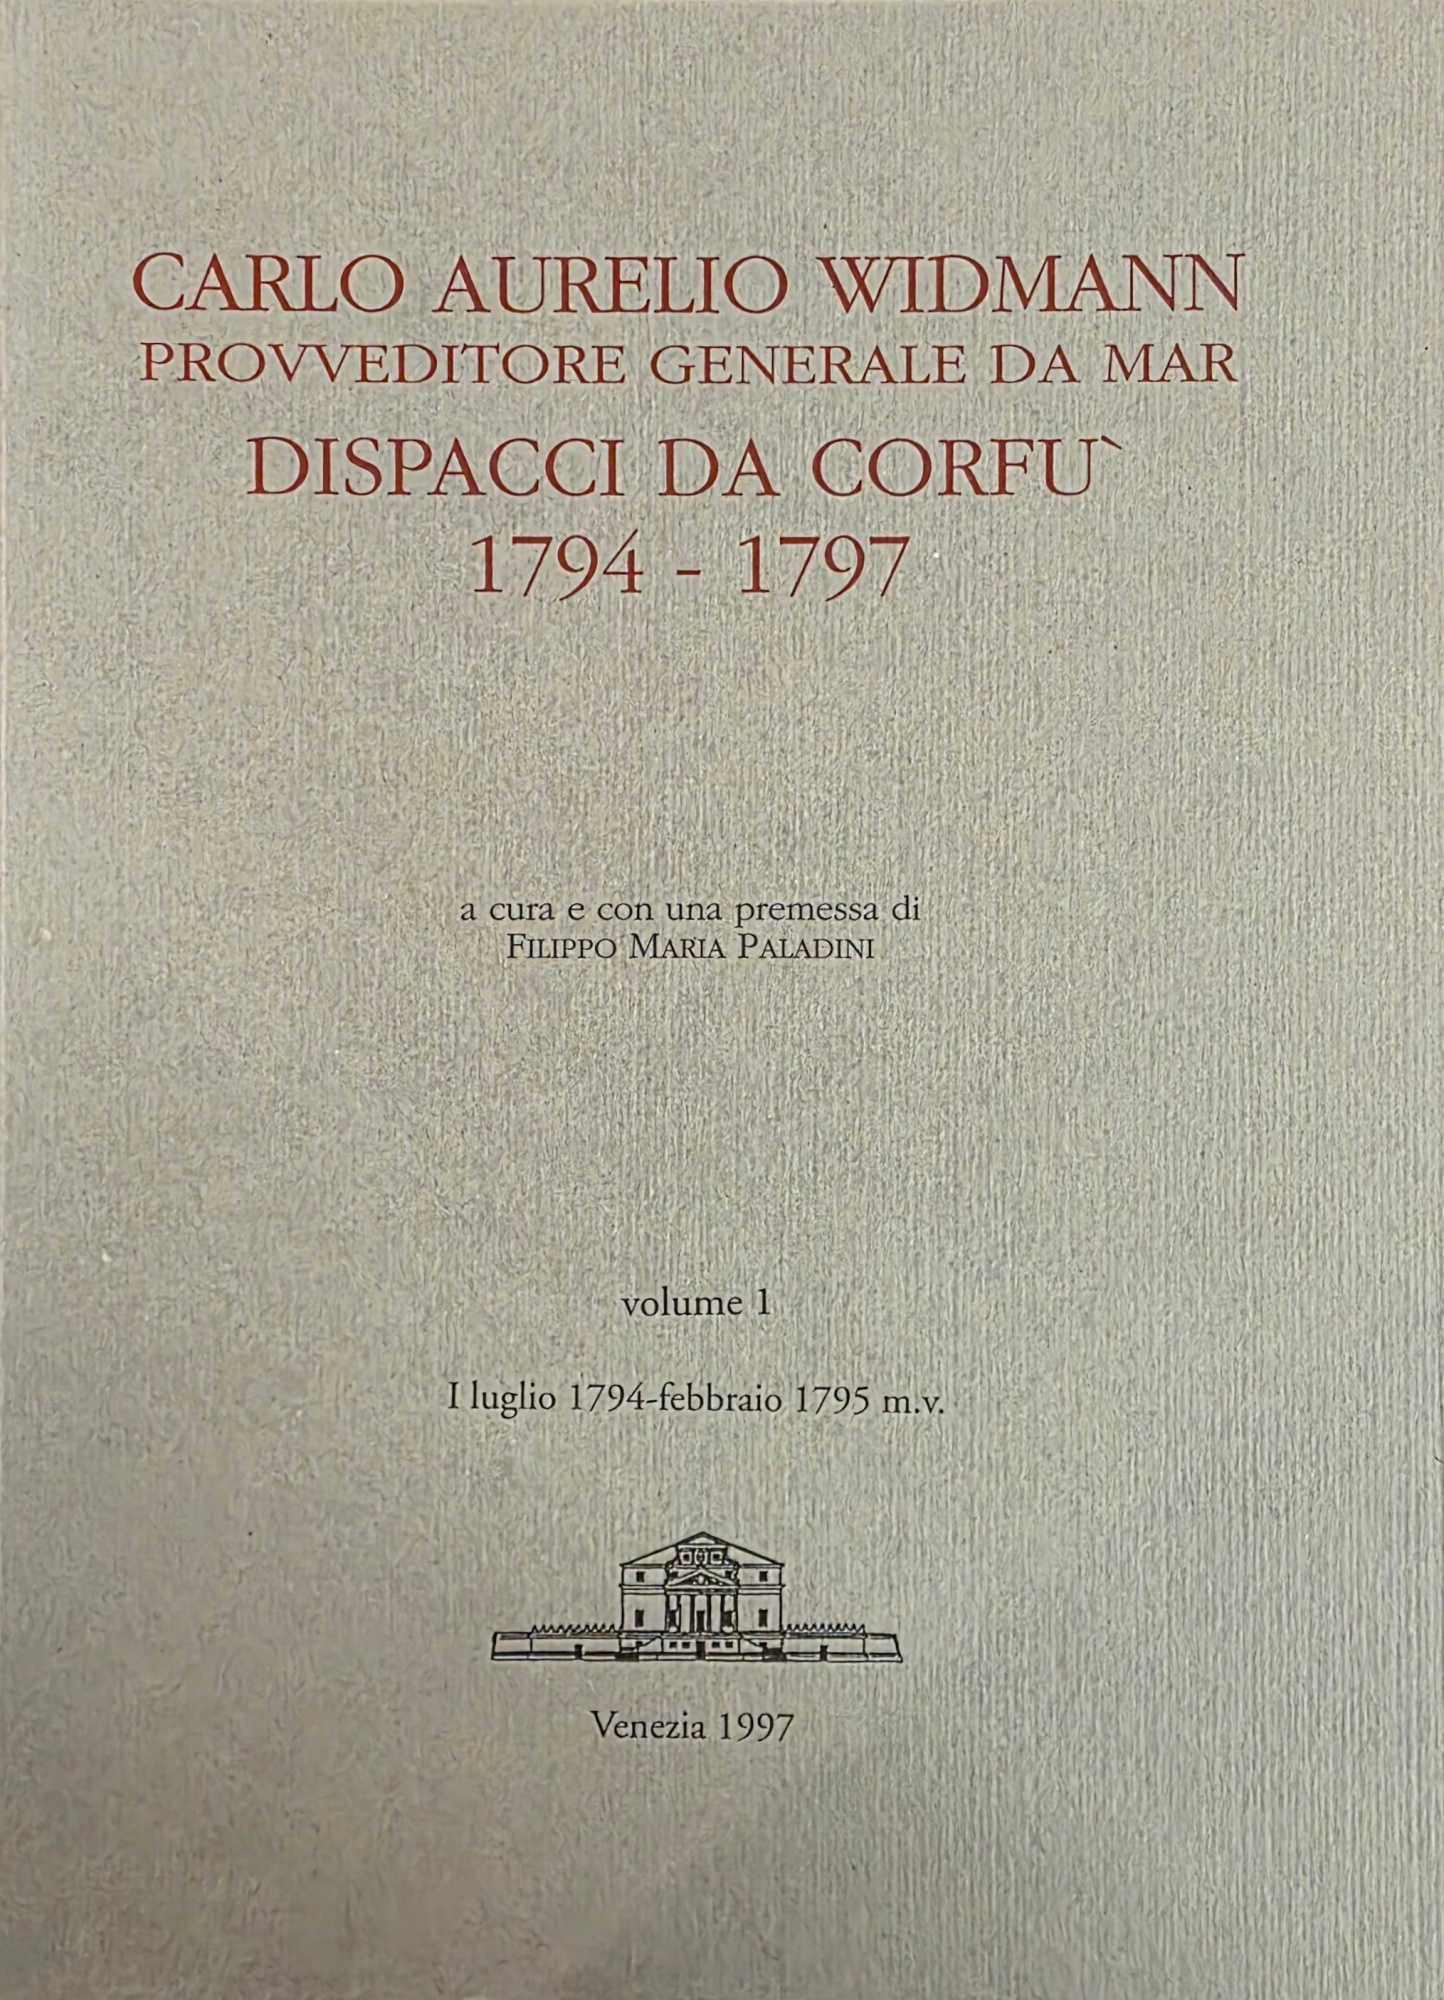 CARLO AURELIO WIDMANN
PROVVEDITORE GENERALE DA MAR
DISPACCI DA CORFU`
1794 - 1797
a cura e con una premessa di
FILIPPO MARIA PALADINI
volume 1
I luglio 1794-febbraio 1795 m.v.
Venezia 1997